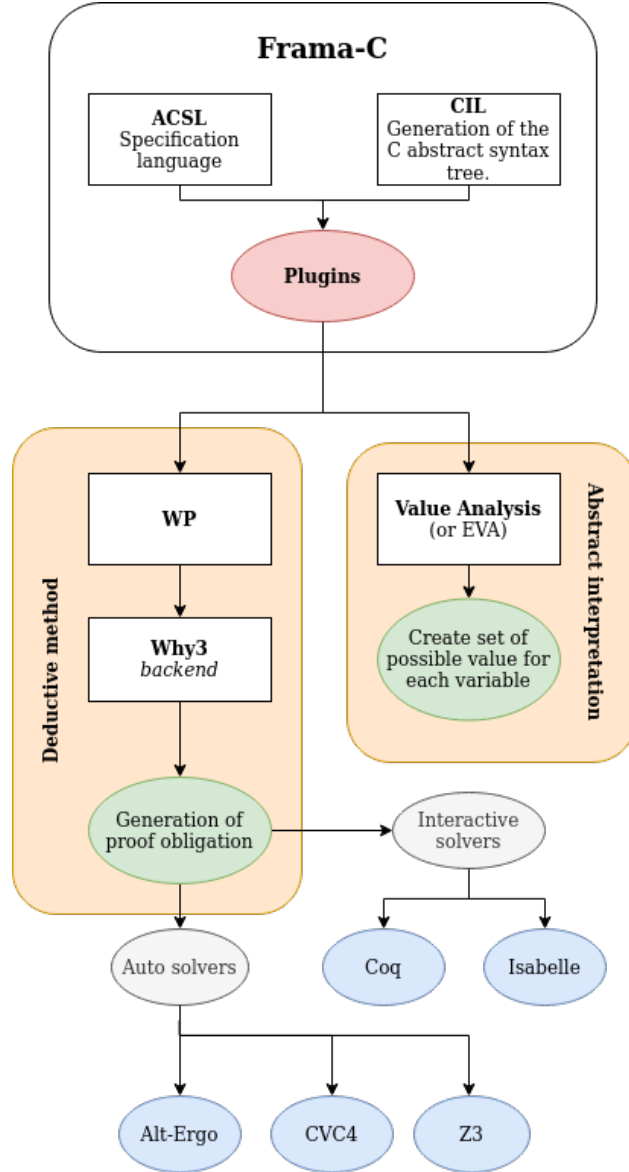 Frama-C
ACSL
Specification
language
CIL
Generation of the
C abstract syntax
tree.
Plugins
Deductive method
WP
Why3
backend
Generation of
proof obligation
Value Analysis
(or EVA)
Create set of
possible value for
each variable
Abstract interpretation
Interactive
solvers
Coq
Isabelle
Auto solvers
Alt-Ergo
CVC4
Z3